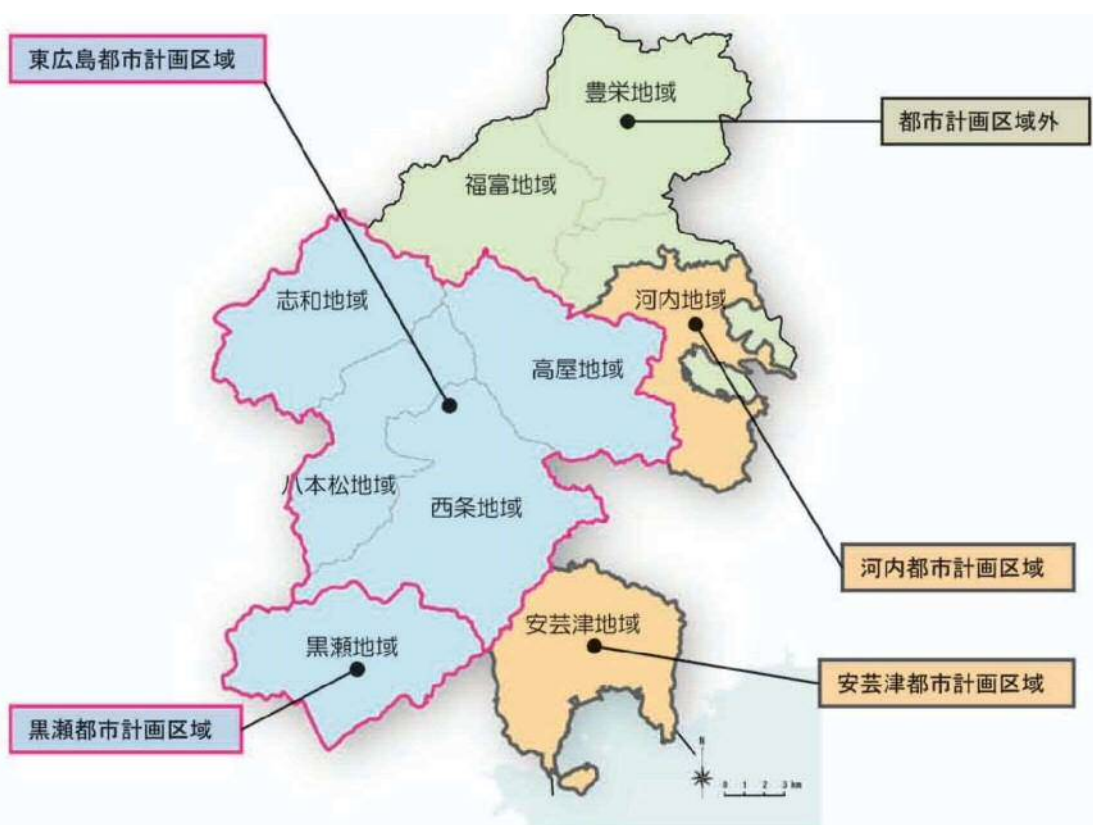 東広島都市計画区域
豊栄地域
都市計画区域外
福富地域
志和地域
河内地域
高屋地域
八本松地域
西条地域
河内都市計画区域
安芸津地域
黒瀬地域
安芸津都市計画区域
黒瀬都市計画区域
N
0 1 2 3 km